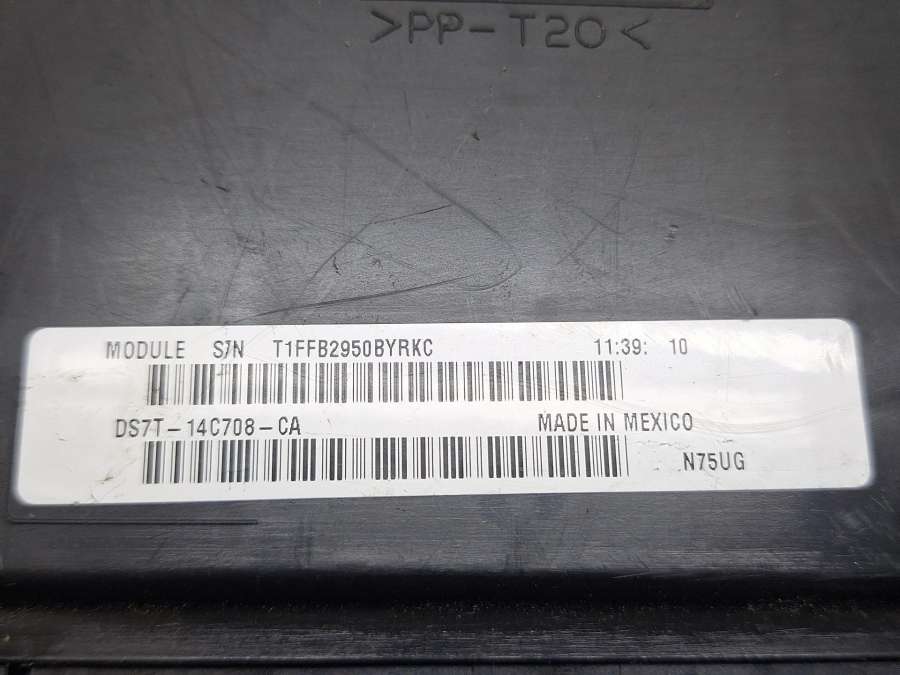 >PP-T20<
MODULE S/N T1FFB2950BYRKC 11:39: 10
DS7T-14C708-CA MADE IN MEXICO
N75UG